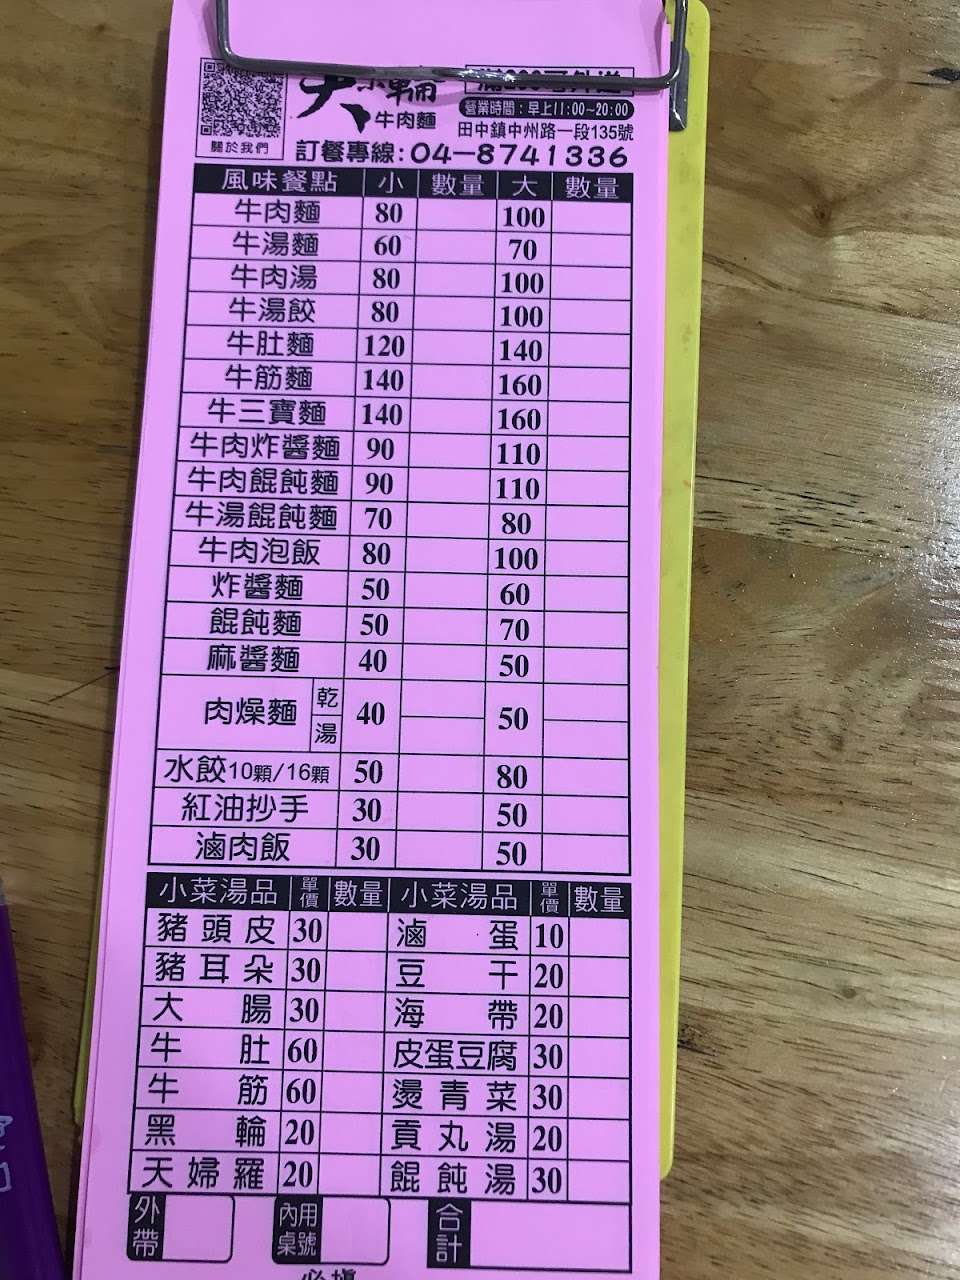 關於我們
牛肉麵
營業時間：早上11:00~20:00
田中鎮中州路一段135號
訂餐專線：04-8741336
風味餐點 小 數量 大 數量
牛肉麵 80 100
牛湯麵 60 70
牛肉湯 80 100
牛湯餃 80 100
牛肚麵 120 140
牛筋麵 140 160
牛三寶麵 140 160
牛肉炸醬麵 90 110
牛肉餛飩麵 90 110
牛湯餛飩麵 70 80
牛肉泡飯 80 100
炸醬麵 50 60
餛飩麵 50 70
麻醬麵 40 50
肉燥麵 乾 湯 40 50
水餃10顆/16顆 50 80
紅油抄手 30 50
滷肉飯 30 50
小菜湯品 單價 數量 小菜湯品 單價 數量
豬頭皮 30 滷蛋 10
豬耳朵 30 豆干 20
大腸 30 海帶 20
牛肚 60 皮蛋豆腐 30
牛筋 60 燙青菜 30
黑輪 20 貢丸湯 20
天婦羅 20 餛飩湯 30
外帶 內用桌號 合計
必填